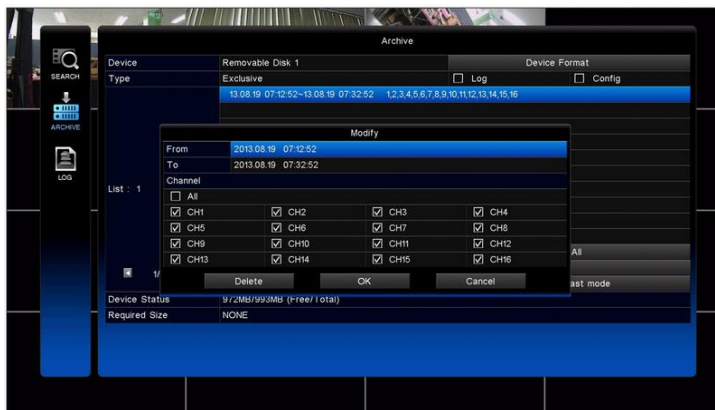 Archive
SEARCH
ARCHIVE
LOG
Device Removable Disk 1 Device Format
Type Exclusive Log Config
13.08.19 07:12:52~13.08.19 07:32:52 1,2,3,4,5,6,7,8,9,10,11,12,13,14,15,16
List : 1
Modify
From 2013.08.19 07:12:52
To 2013.08.19 07:32:52
Channel
All
CH1 CH2 CH3 CH4
CH5 CH6 CH7 CH8
CH9 CH10 CH11 CH12
CH13 CH14 CH15 CH16
Delete OK Cancel
All
1/
ast mode
Device Status 972MB/993MB (Free/Total)
Required Size NONE